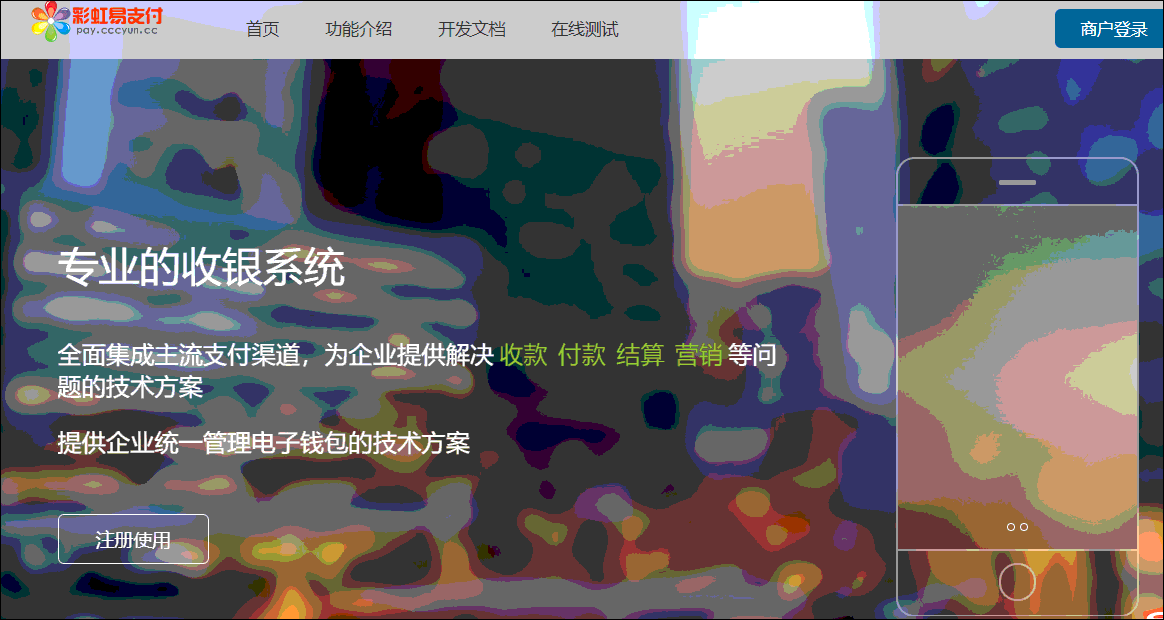 彩虹易支付
pay.cccyun.cc
首页 功能介绍 开发文档 在线测试 商户登录
专业的收银系统
全面集成主流支付渠道，为企业提供解决 收款 付款 结算 营销 等问
题的技术方案
提供企业统一管理电子钱包的技术方案
注册使用